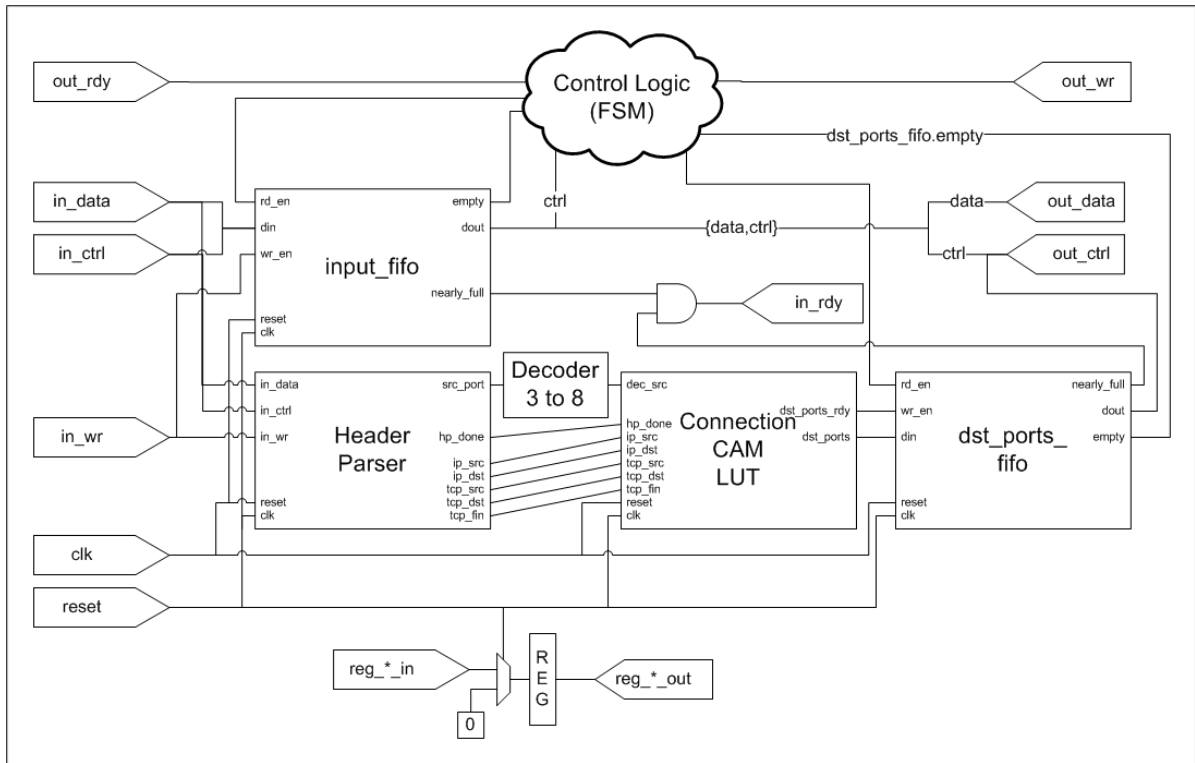 out_rdy
Control Logic
(FSM)
out_wr
dst_ports_fifo.empty
in_data
in_ctrl
rd_en
din
wr_en
reset
clk
input_fifo
empty
dout
nearly_full
ctrl
{data,ctrl}
data
ctrl
out_data
out_ctrl
in_rdy
in_wr
in_data
in_ctrl
in_wr
reset
clk
Header
Parser
src_port
hp_done
ip_src
ip_dst
tcp_src
tcp_dst
tcp_fin
Decoder
3 to 8
dec_src
hp_done
ip_src
ip_dst
tcp_src
tcp_dst
tcp_fin
reset
clk
Connection
CAM
LUT
dst_ports_rdy
dst_ports
rd_en
wr_en
din
reset
clk
dst_ports_
fifo
nearly_full
dout
empty
clk
reset
reg_*_in
0
R
E
G
reg_*_out